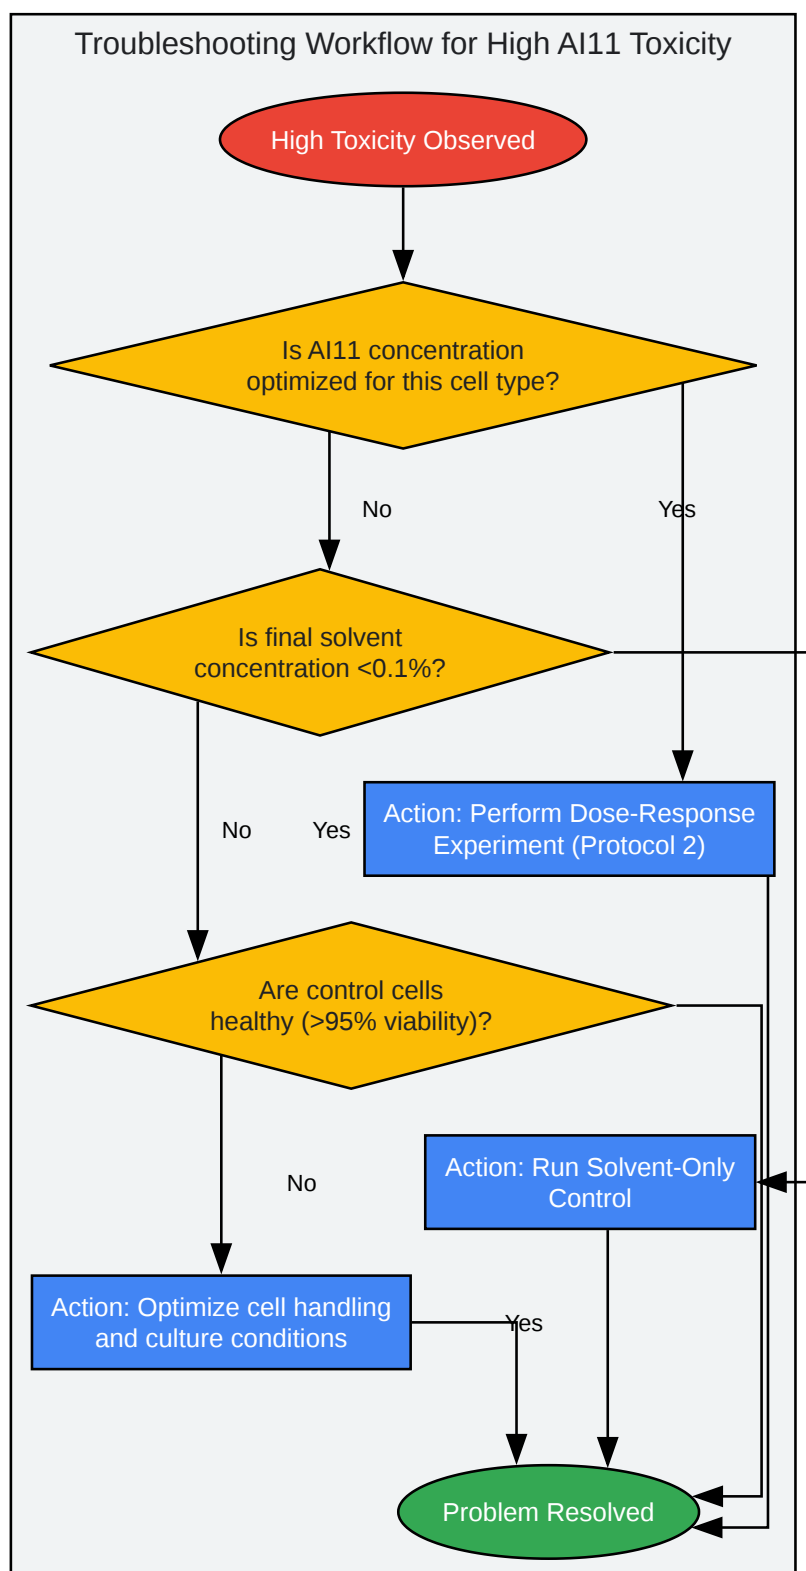 Troubleshooting Workflow for High AI11 Toxicity
High Toxicity Observed
Is AI11 concentration
optimized for this cell type?
No
Yes
Is final solvent
concentration <0.1%?
No
Yes
Action: Perform Dose-Response
Experiment (Protocol 2)
Are control cells
healthy (>95% viability)?
No
Action: Run Solvent-Only
Control
Action: Optimize cell handling
and culture conditions
Yes
Problem Resolved